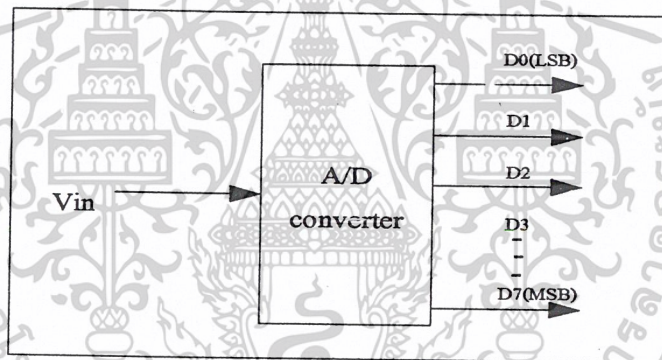 D0(LSB)
D1
D2
Vin
A/D
converter
D3
D7(MSB)